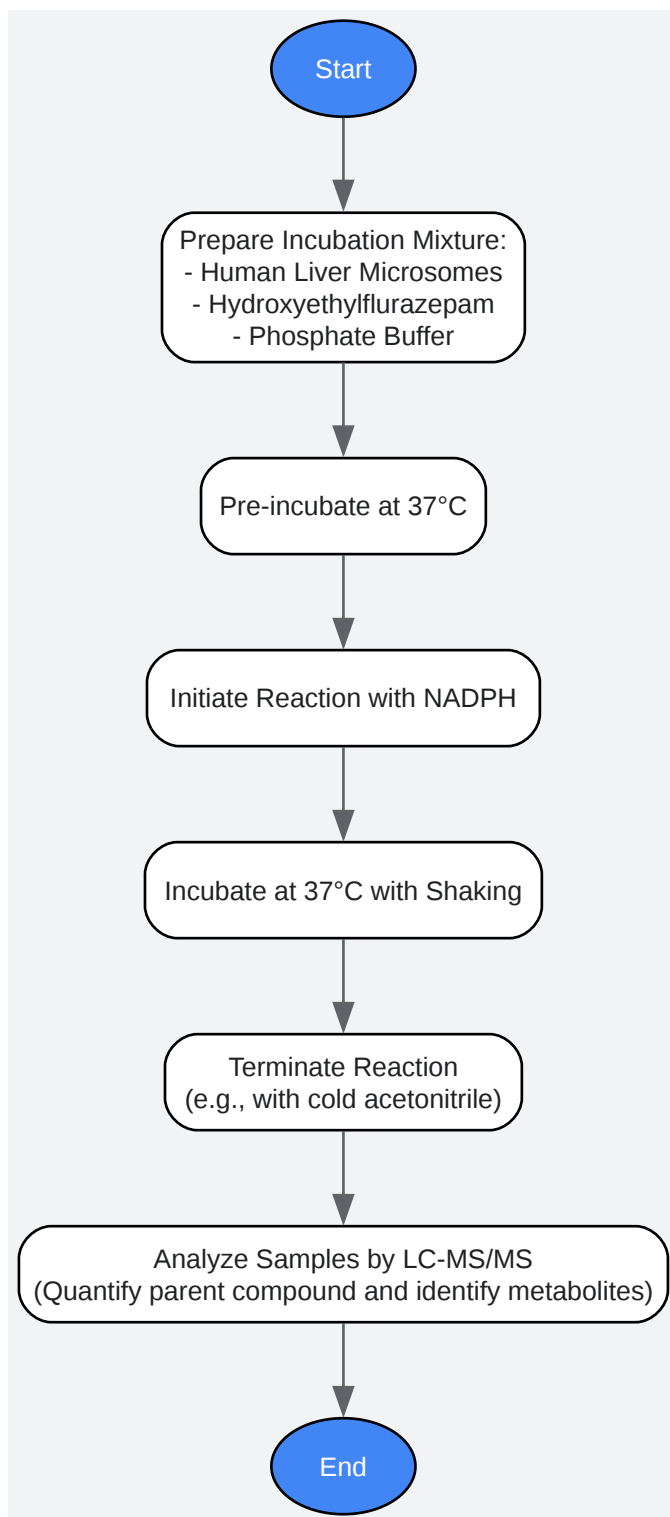 Start
Prepare Incubation Mixture:
- Human Liver Microsomes
- Hydroxyethylflurazepam
- Phosphate Buffer
Pre-incubate at 37°C
Initiate Reaction with NADPH
Incubate at 37°C with Shaking
Terminate Reaction
(e.g., with cold acetonitrile)
Analyze Samples by LC-MS/MS
(Quantify parent compound and identify metabolites)
End